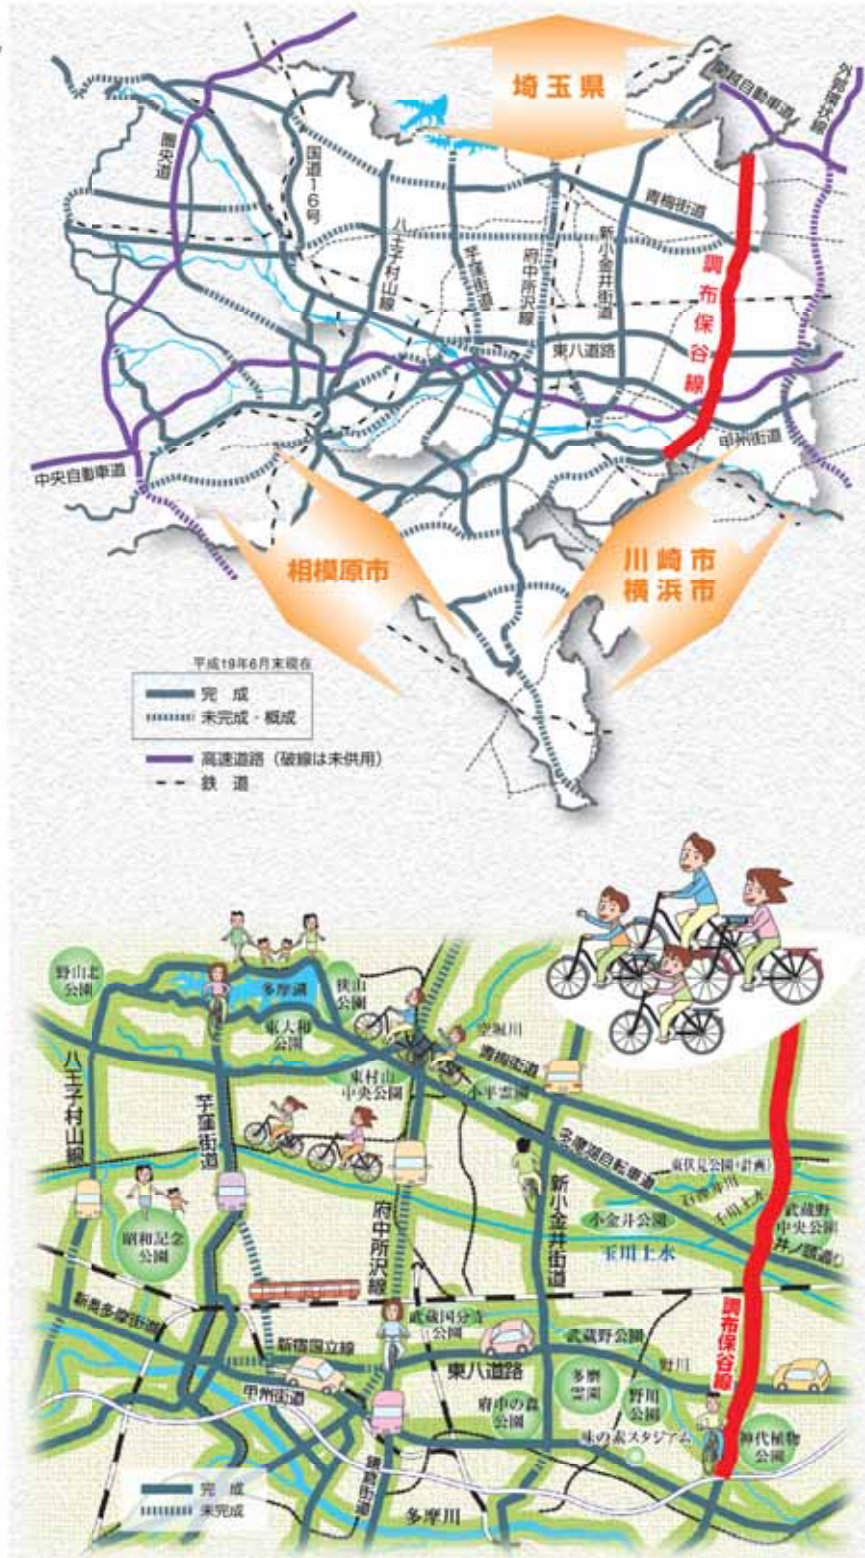 埼玉県
関越自動車道
外郭環状線
圏央道
国道16号
青梅街道
八王子村山線
芋窪街道
府中所沢線
新小金井街道
調布保谷線
東八道路
甲州街道
中央自動車道
相模原市
川崎市
横浜市
平成19年6月末現在
完 成
未完成・概成
高速道路（破線は未供用）
鉄 道
野山北
公園
多摩湖
狭山
公園
東大和
公園
空堀川
青梅街道
東村山
中央公園
小平霊園
八王子村山線
芋窪街道
多摩湖自転車道
東伏見公園(計画)
石神井川
千川上水
武蔵野
中央公園
昭和記念
公園
府中所沢線
新小金井街道
小金井公園
玉川上水
井ノ頭通り
新奥多摩街道
武蔵国分寺
公園
調布保谷線
新宿国立線
武蔵野公園
東八道路
野川
甲州街道
多磨
霊園
府中の森
公園
野川
公園
味の素スタジアム
神代植物
公園
鎌倉街道
多摩川
完 成
未完成